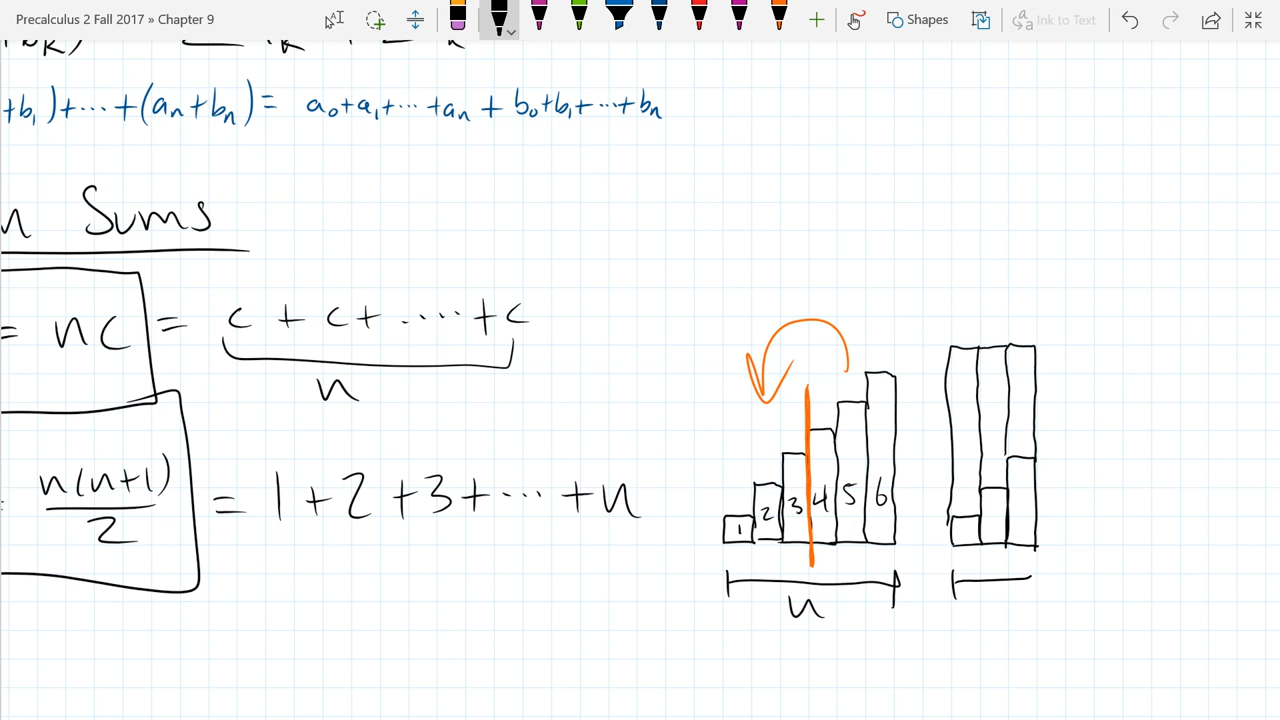 Precalculus 2 Fall 2017 » Chapter 9
Ink to Text
Shapes
+b₁)+⋯+(aₙ+bₙ)= a₀+a₁+⋯+aₙ + b₀+b₁+⋯+bₙ
n Sums
= nc = c + c + ⋯⋯ + c
n
= n(n+1)/2 = 1+2+3+⋯+n
1 2 3 4 5 6
n